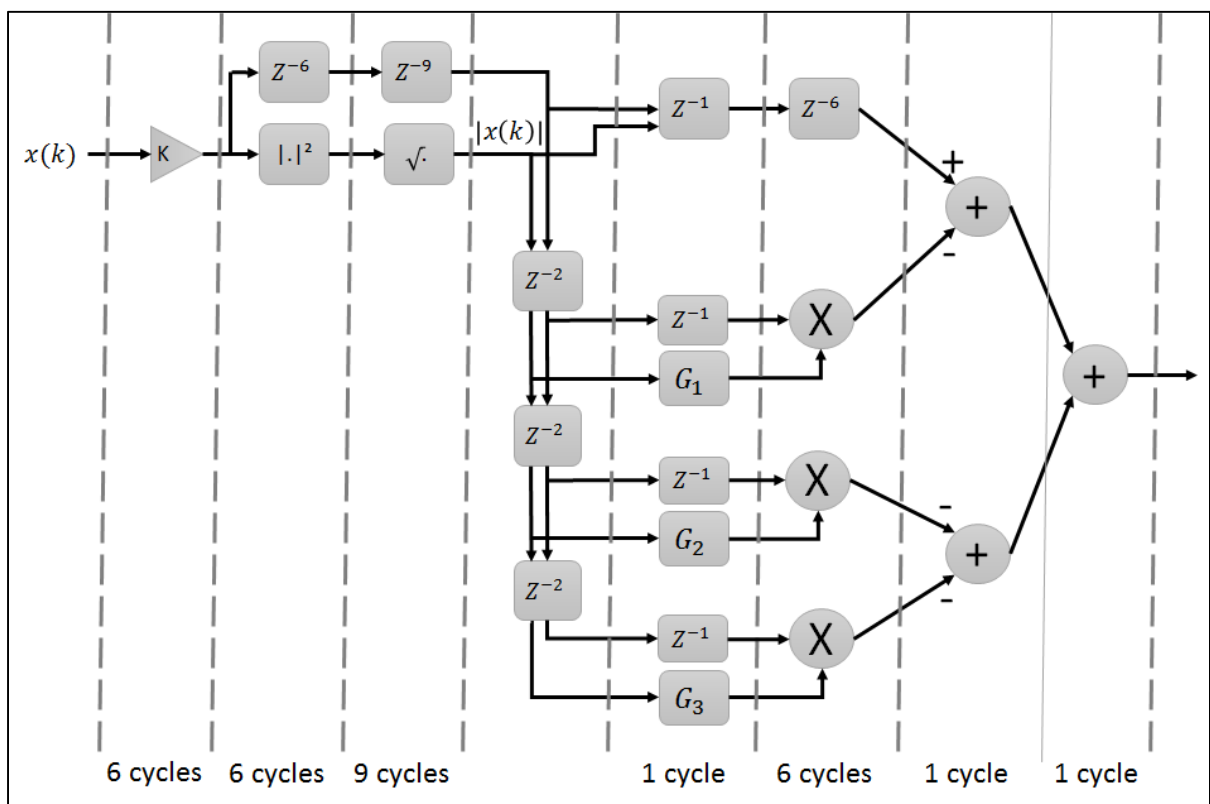 Z⁻⁶ Z⁻⁹
x(k) K |.|² √. |x(k)|
Z⁻¹ Z⁻⁶
+
+
-
Z⁻²
Z⁻¹ X
G₁
+
Z⁻²
Z⁻¹ X
-
G₂
+
Z⁻²
-
Z⁻¹ X
G₃
6 cycles 6 cycles 9 cycles 1 cycle 6 cycles 1 cycle 1 cycle